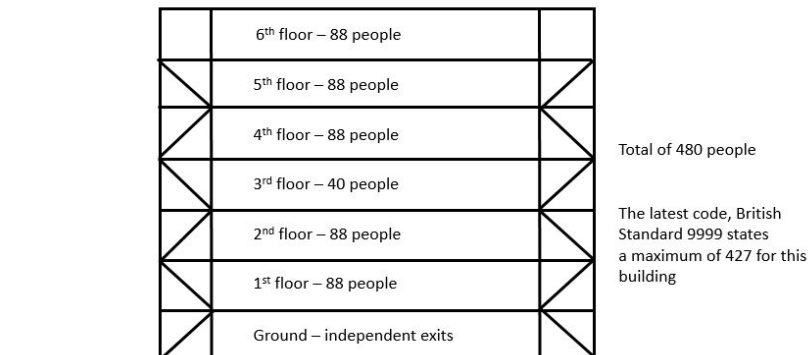 6th floor – 88 people
5th floor – 88 people
4th floor – 88 people
3rd floor – 40 people
2nd floor – 88 people
1st floor – 88 people
Ground – independent exits
Total of 480 people
The latest code, British
Standard 9999 states
a maximum of 427 for this
building